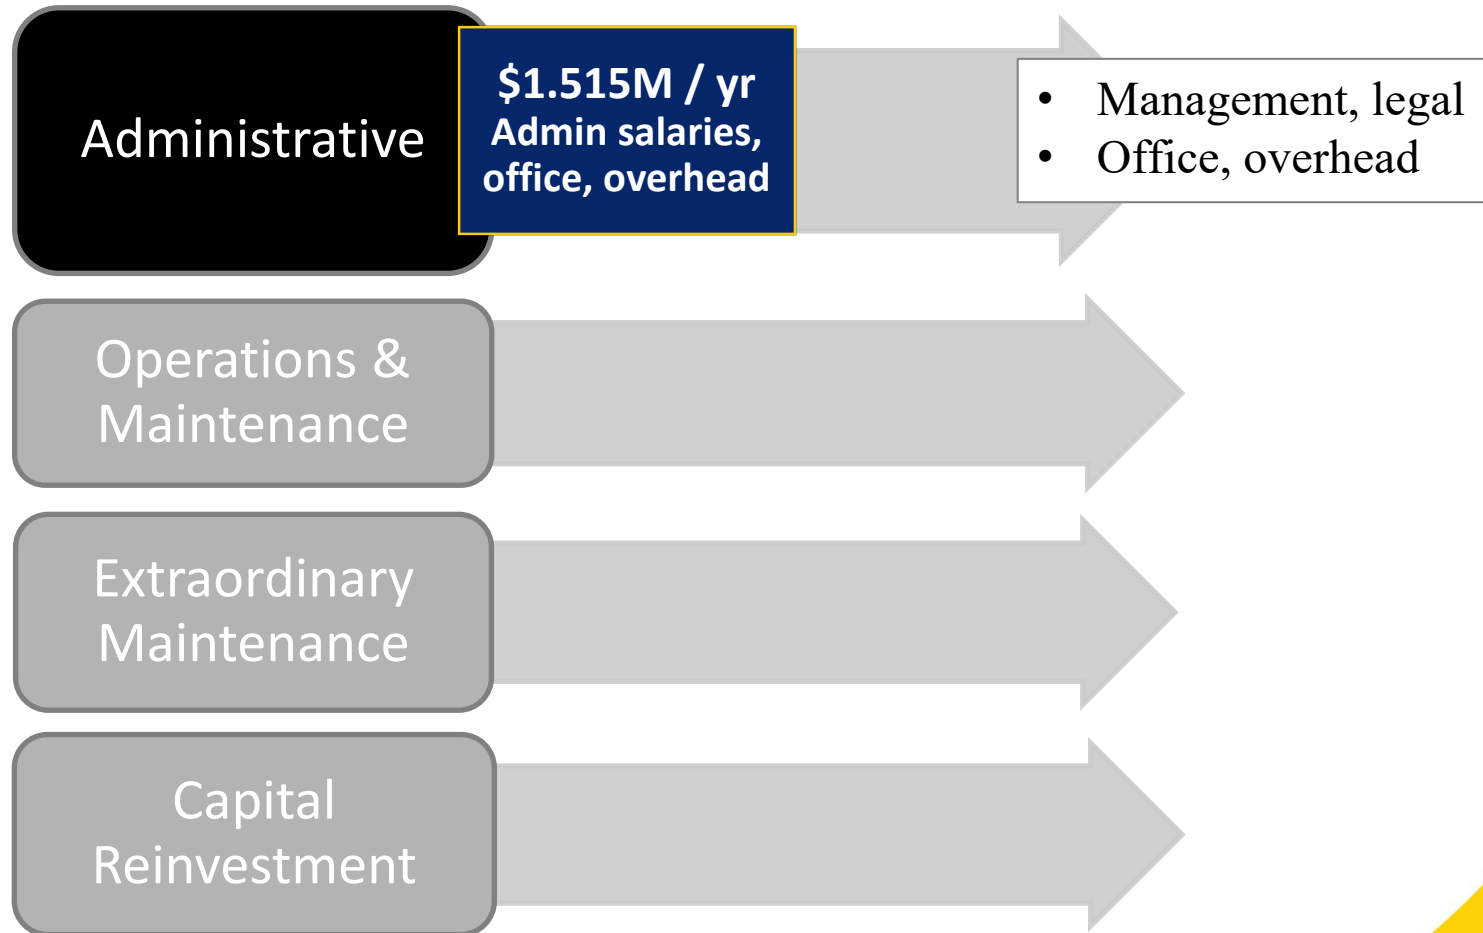 Administrative
$1.515M / yr
Admin salaries,
office, overhead
• Management, legal
• Office, overhead
Operations &
Maintenance
Extraordinary
Maintenance
Capital
Reinvestment